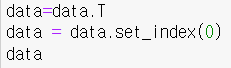 data=data.T
data = data.set_index(0)
data